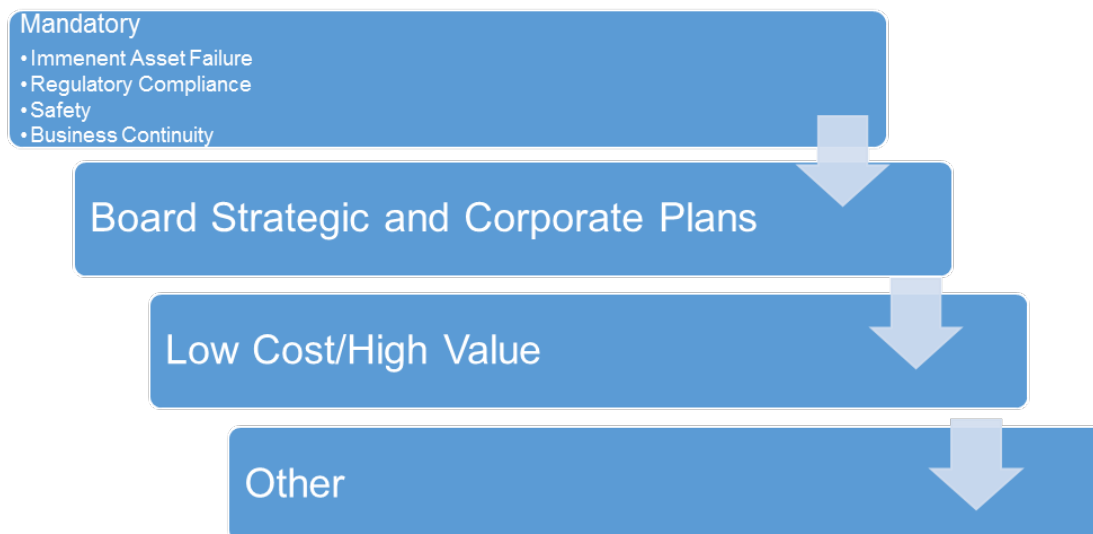 Mandatory
•Immenent Asset Failure
•Regulatory Compliance
•Safety
•Business Continuity
Board Strategic and Corporate Plans
Low Cost/High Value
Other